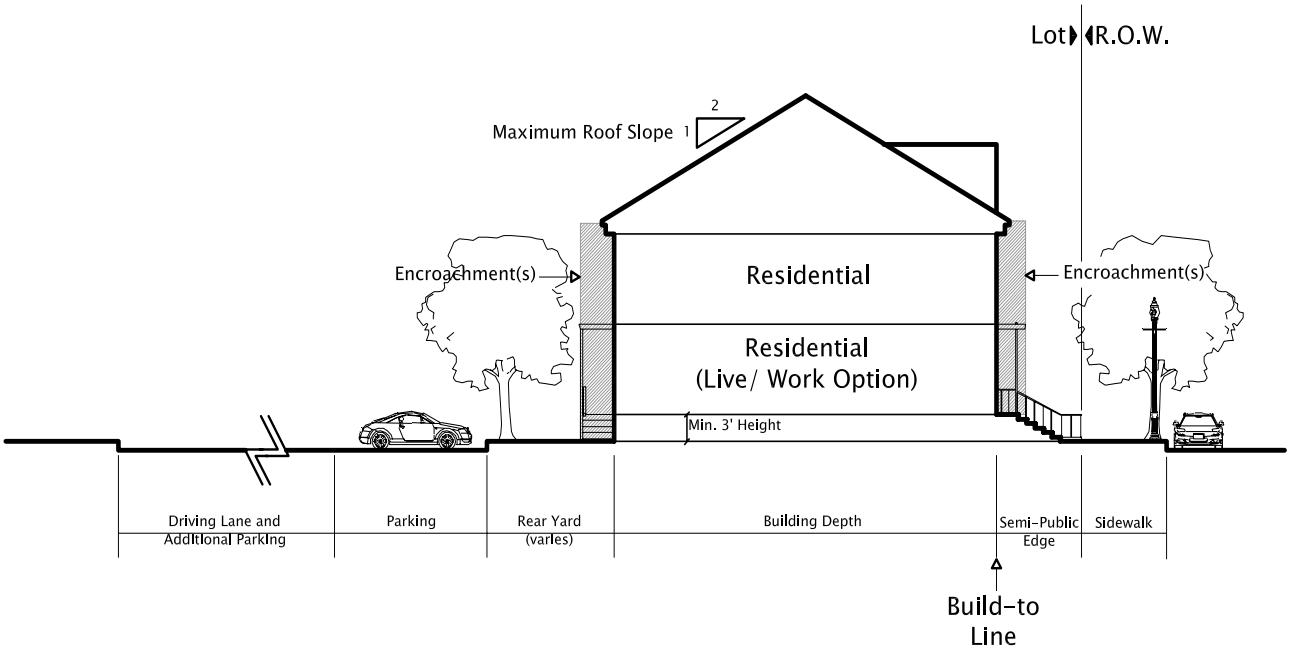 Lot R.O.W.
2
Maximum Roof Slope 1
Encroachment(s)
Residential
Encroachment(s)
Residential
(Live/ Work Option)
Min. 3' Height
Driving Lane and
Additional Parking
Parking
Rear Yard
(varies)
Building Depth
Semi-Public
Edge
Sidewalk
Build-to
Line